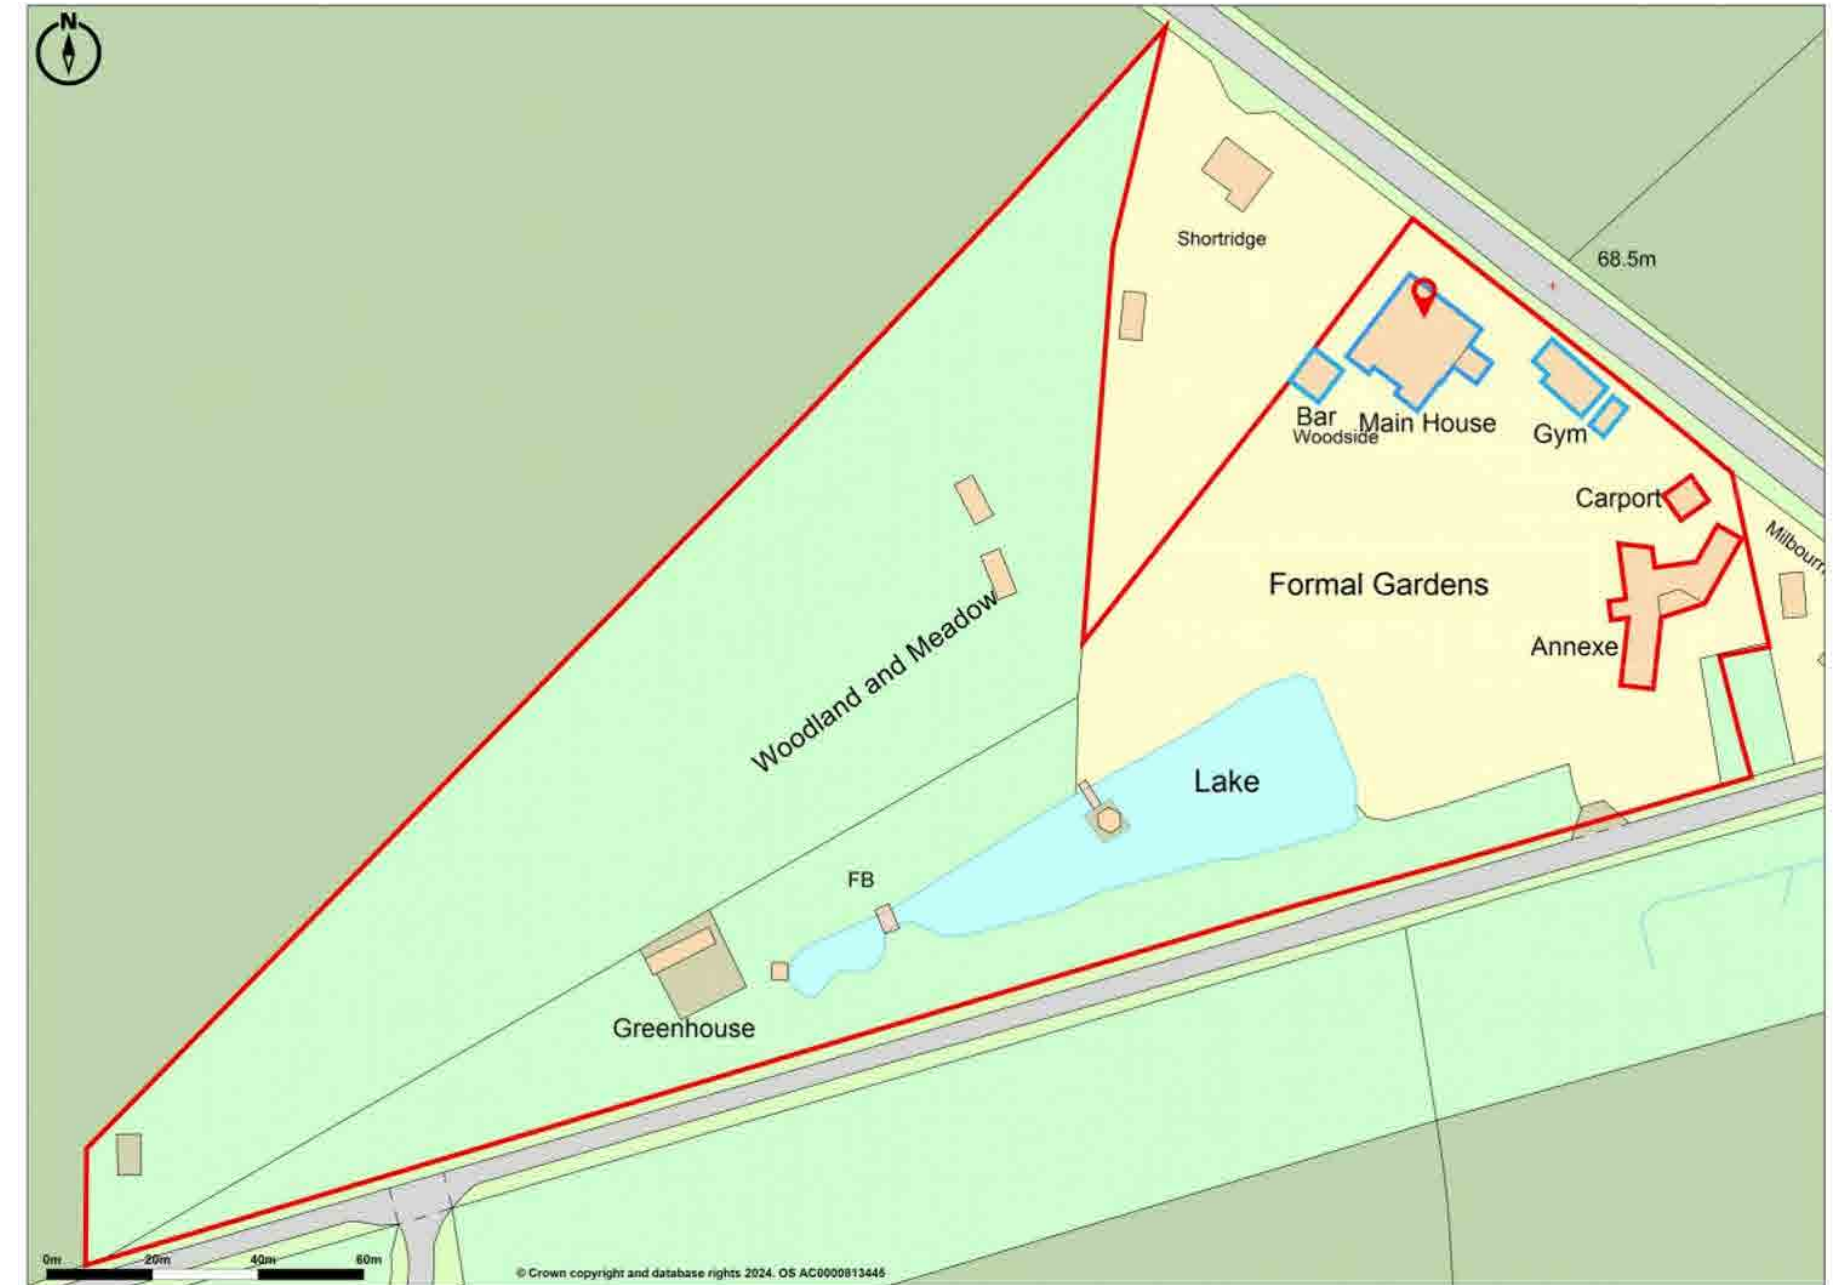 N
Shortridge
68.5m
Bar
Main House
Woodside
Gym
Carport
Formal Gardens
Annexe
Woodland and Meadow
Lake
FB
Greenhouse
0m 20m 40m 60m
© Crown copyright and database rights 2024. OS AC0000813445